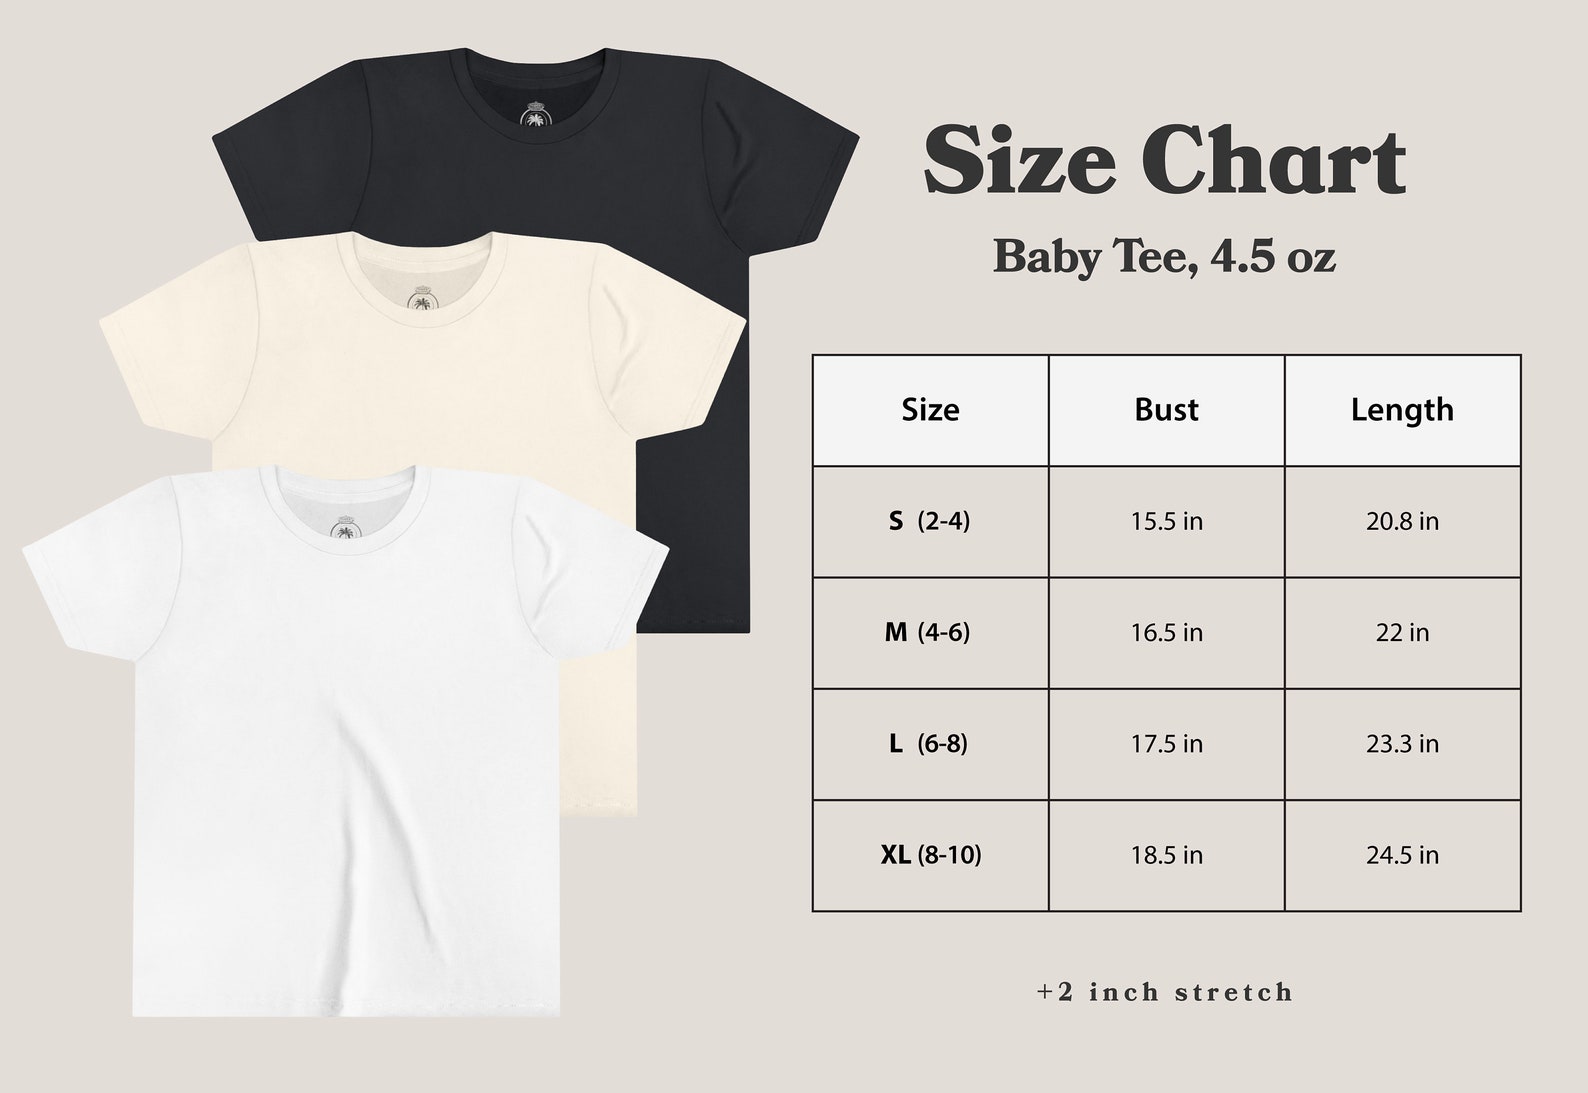 Size Chart
Baby Tee, 4.5 oz
Size Bust Length
S (2-4) 15.5 in 20.8 in
M (4-6) 16.5 in 22 in
L (6-8) 17.5 in 23.3 in
XL (8-10) 18.5 in 24.5 in
+2 inch stretch